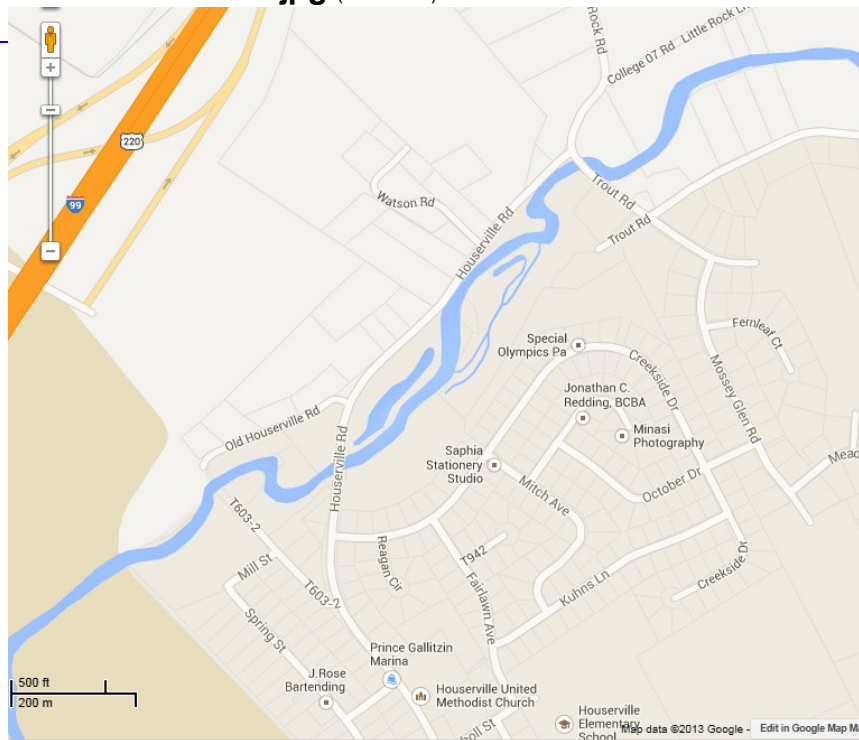 Rock Rd
College 07 Rd
220
99
Watson Rd
Houserville Rd
Trout Rd
Trout Rd
Special
Olympics Pa
Fernleaf Ct
Creekside Dr
Jonathan C.
Redding, BCBA
Mossey Glen Rd
Minasi
Photography
Old Houserville Rd
Houserville Rd
Saphia
Stationery
Studio
Mitch Ave
October Dr
T603-2
Reagan Cir
T942
Mill St
Fairlawn Ave
Kuhns Ln
Creekside Dr
T603-2
Spring St
Prince Gallitzin
Marina
500 ft
200 m
J.Rose
Bartending
Houserville United
Methodist Church
Houserville
Elementary
School
Map data ©2013 Google -
Edit in Google Map